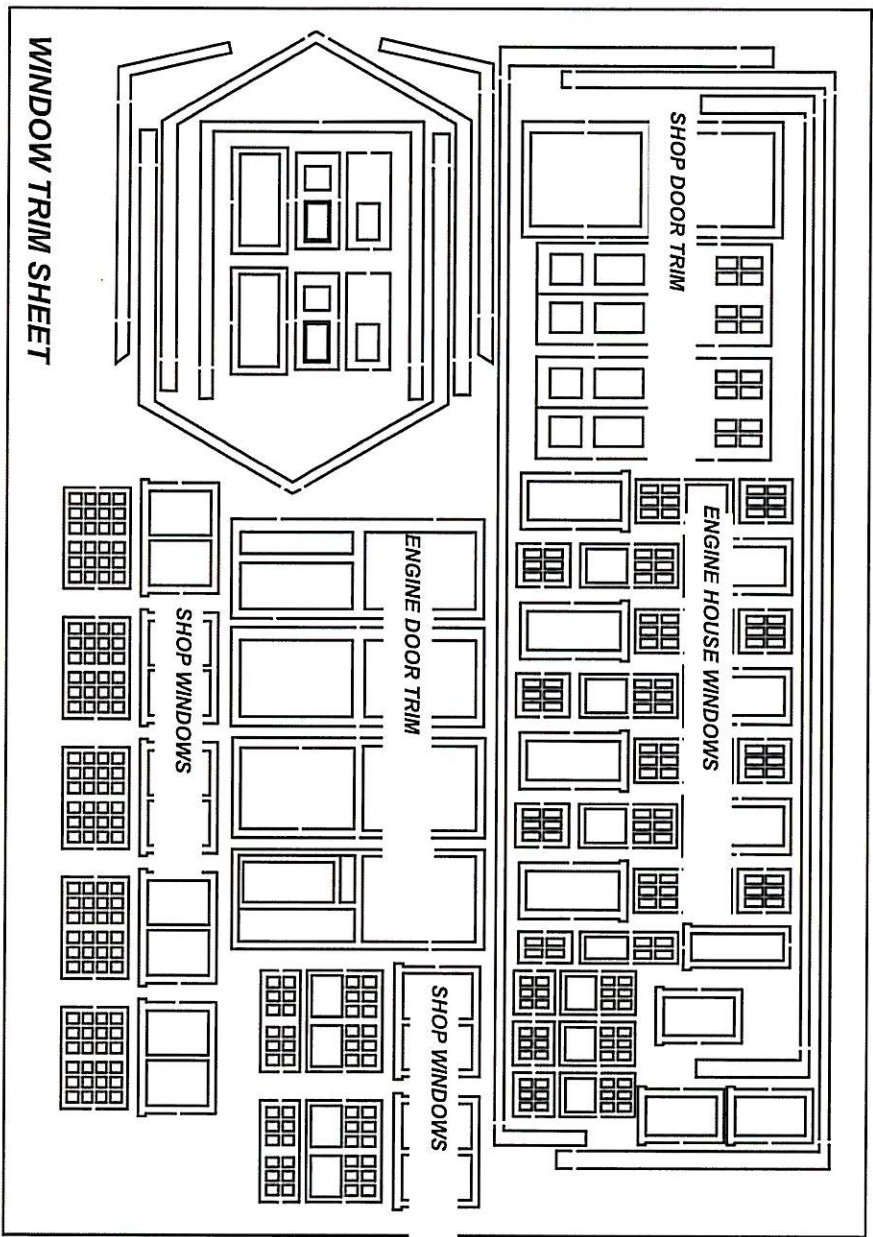 WINDOW TRIM SHEET
SHOP DOOR TRIM
ENGINE HOUSE WINDOWS
ENGINE DOOR TRIM
SHOP WINDOWS
SHOP WINDOWS